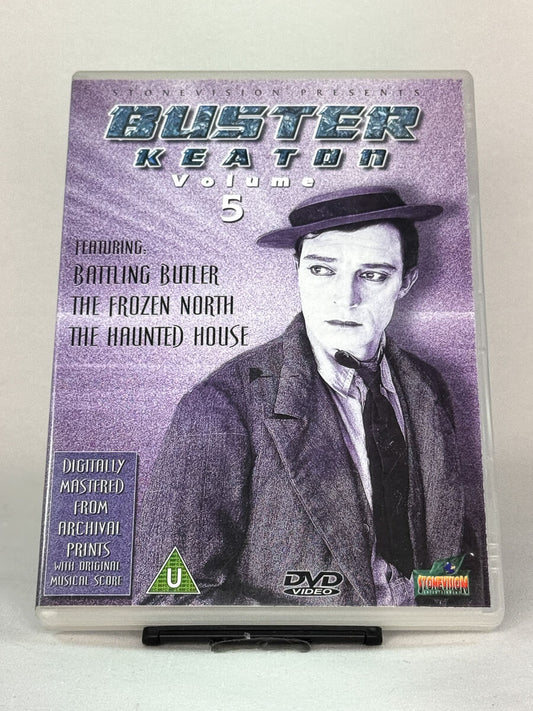 STONEVISION PRESENTS
BUSTER
KEATON
Volume
5
FEATURING:
BATTLING BUTLER
THE FROZEN NORTH
THE HAUNTED HOUSE
DIGITALLY
MASTERED
FROM
ARCHIVAL
PRINTS
WITH ORIGINAL
MUSICAL SCORE
U
DVD
VIDEO
STONEVISION
ENTERTAINMENT